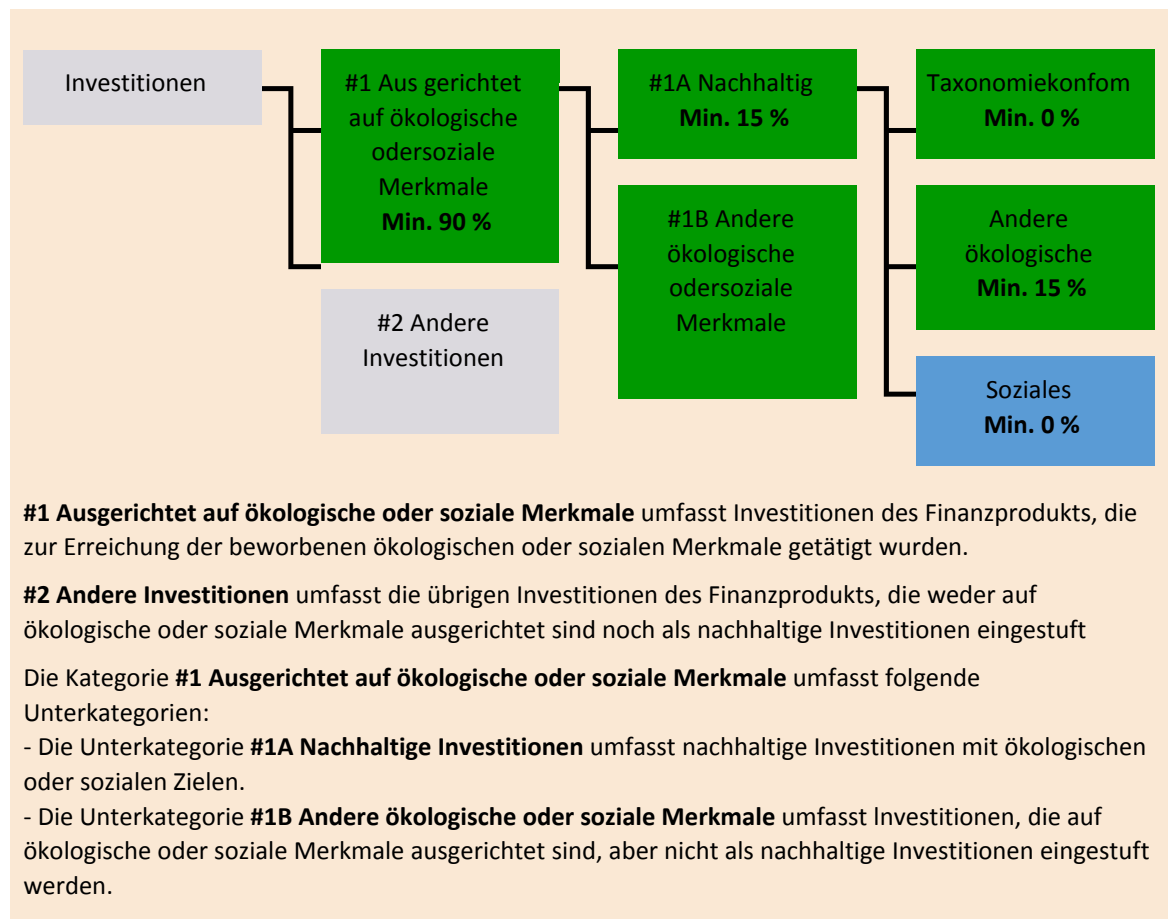 Investitionen
#1 Aus gerichtet
auf ökologische
odersoziale
Merkmale
Min. 90 %
#2 Andere
Investitionen
#1A Nachhaltig
Min. 15 %
#1B Andere
ökologische
odersoziale
Merkmale
Taxonomiekonfom
Min. 0 %
Andere
ökologische
Min. 15 %
Soziales
Min. 0 %
#1 Ausgerichtet auf ökologische oder soziale Merkmale umfasst Investitionen des Finanzprodukts, die
zur Erreichung der beworbenen ökologischen oder sozialen Merkmale getätigt wurden.
#2 Andere Investitionen umfasst die übrigen Investitionen des Finanzprodukts, die weder auf
ökologische oder soziale Merkmale ausgerichtet sind noch als nachhaltige Investitionen eingestuft
Die Kategorie #1 Ausgerichtet auf ökologische oder soziale Merkmale umfasst folgende
Unterkategorien:
- Die Unterkategorie #1A Nachhaltige Investitionen umfasst nachhaltige Investitionen mit ökologischen
oder sozialen Zielen.
- Die Unterkategorie #1B Andere ökologische oder soziale Merkmale umfasst lnvestitionen, die auf
ökologische oder soziale Merkmale ausgerichtet sind, aber nicht als nachhaltige Investitionen eingestuft
werden.